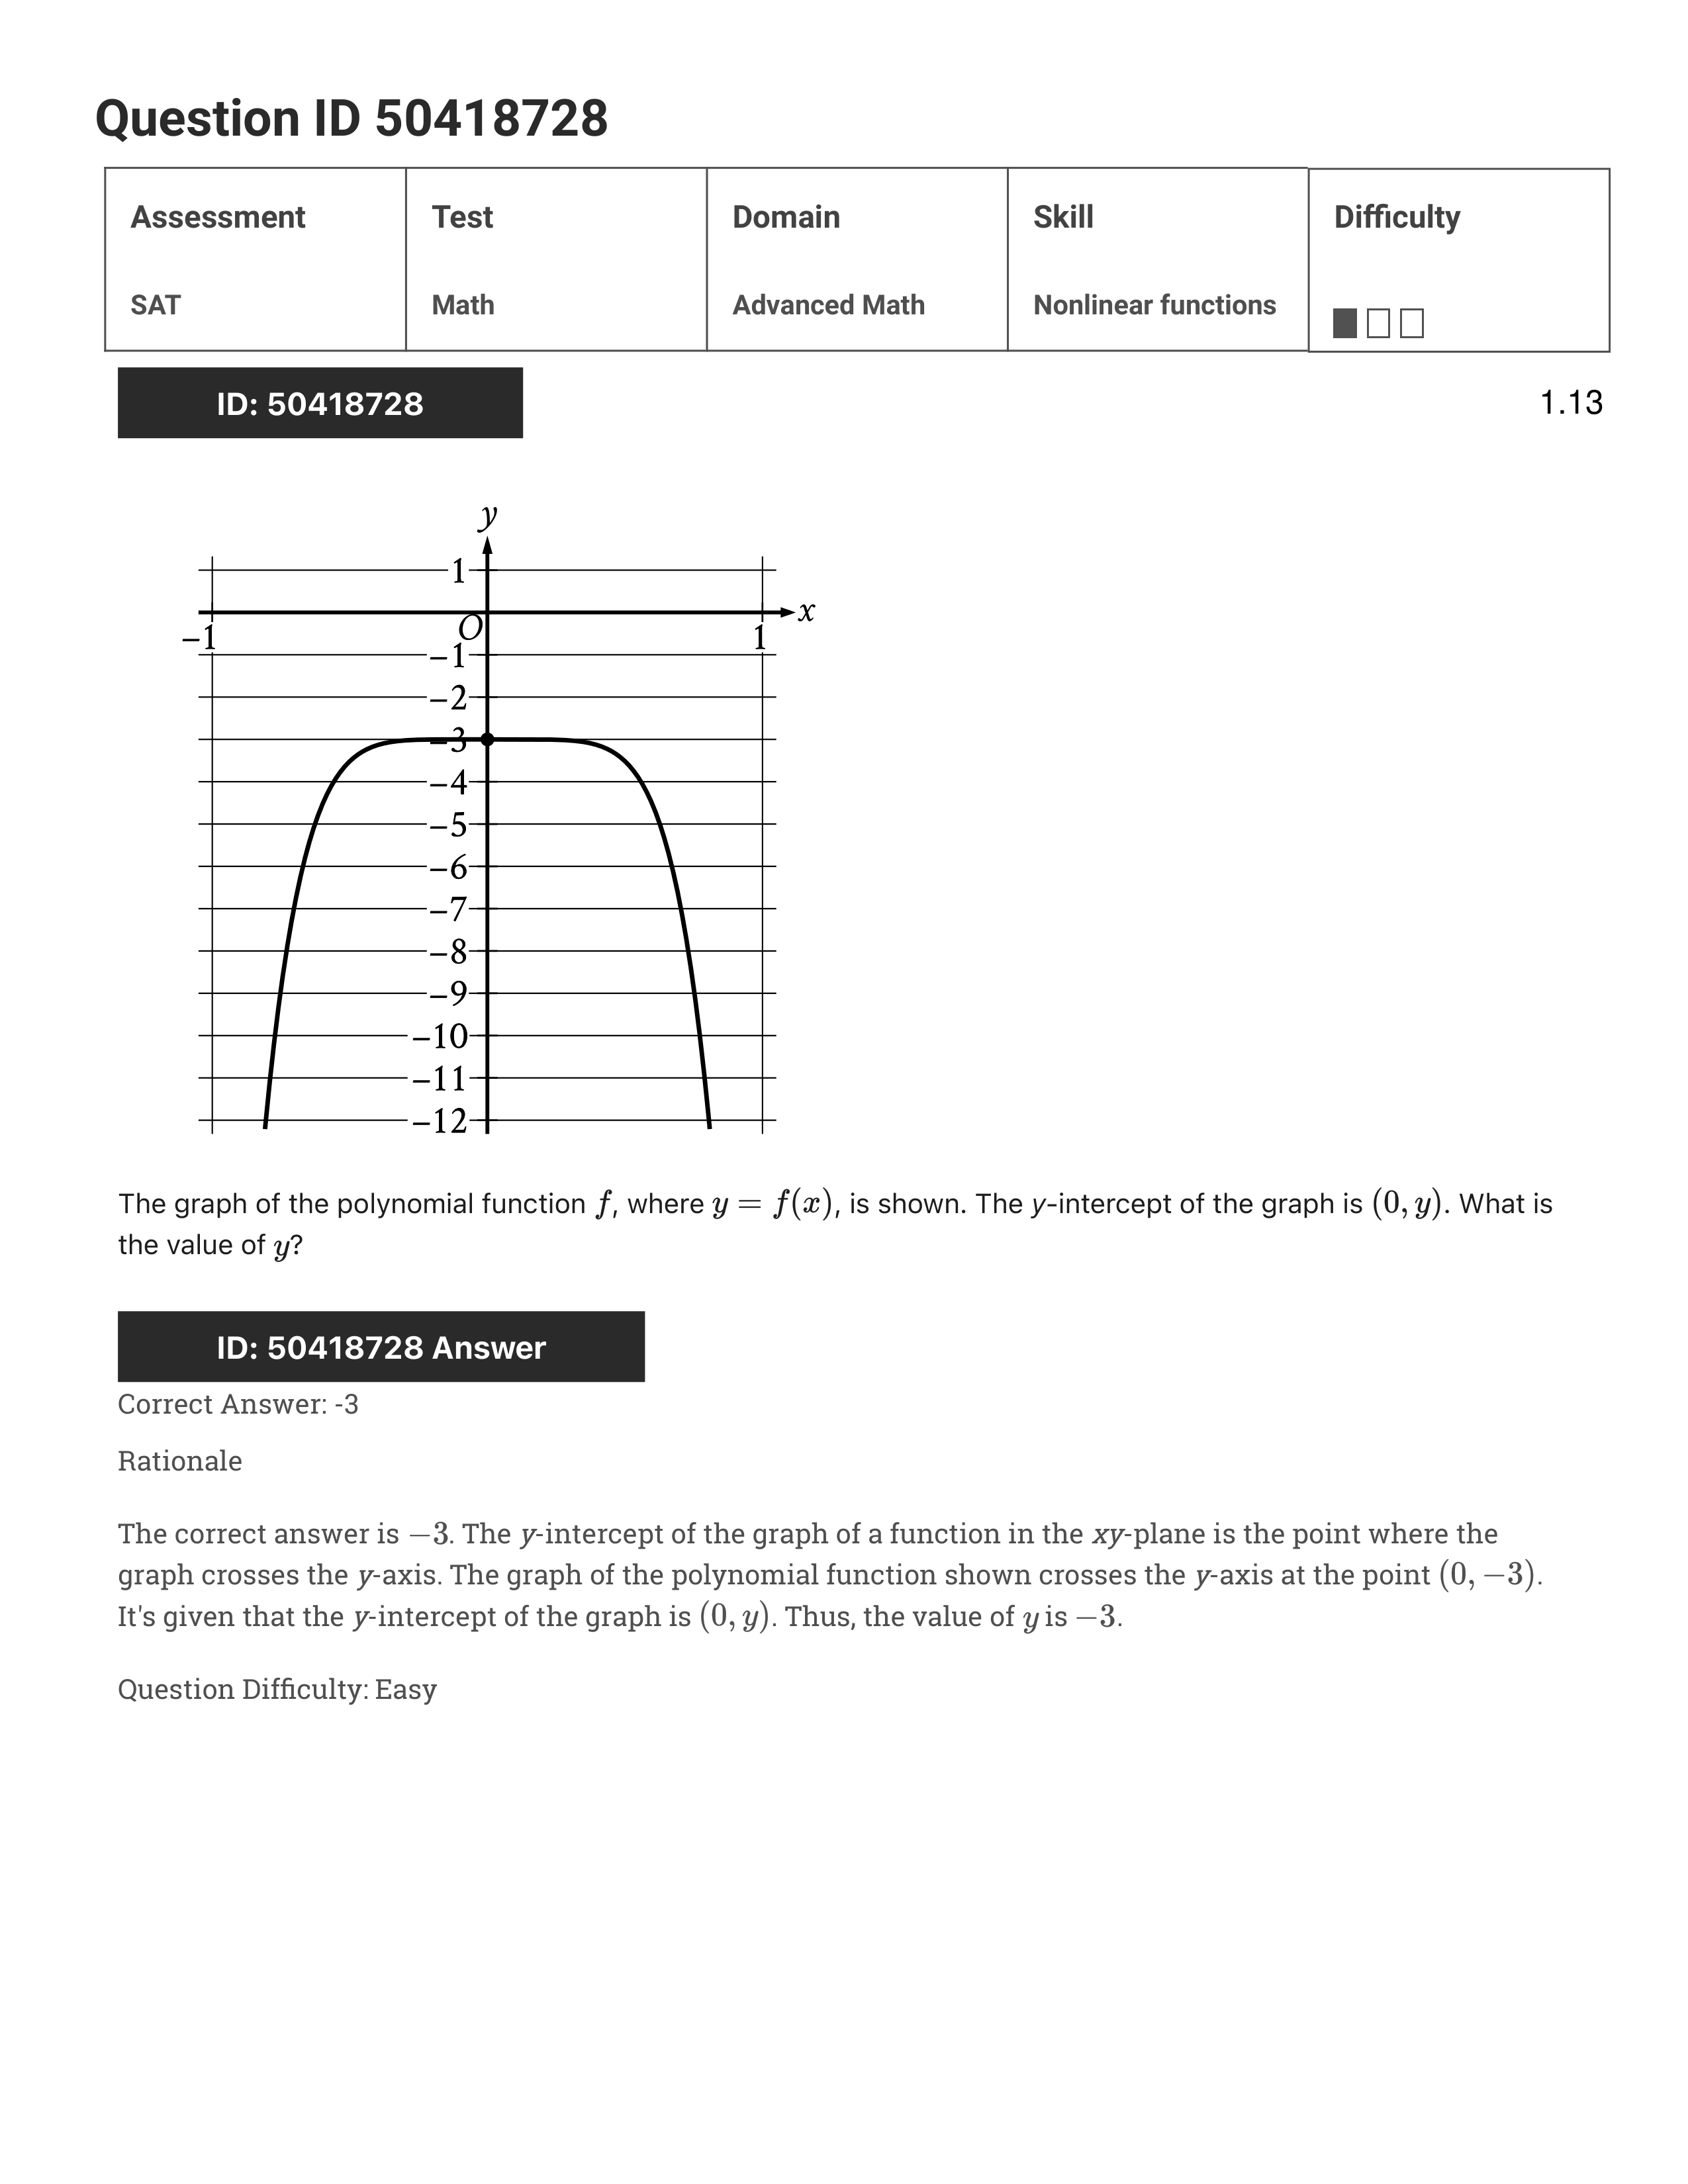 Question ID 50418728
Assessment Test Domain Skill Difficulty
SAT Math Advanced Math Nonlinear functions
ID: 50418728 1.13
y
1
x
O
−1 1
−1
−2
−3
−4
−5
−6
−7
−8
−9
−10
−11
−12
The graph of the polynomial function f, where y = f(x), is shown. The y-intercept of the graph is (0, y). What is
the value of y?
ID: 50418728 Answer
Correct Answer: -3
Rationale
The correct answer is −3. The y-intercept of the graph of a function in the xy-plane is the point where the
graph crosses the y-axis. The graph of the polynomial function shown crosses the y-axis at the point (0, −3).
It's given that the y-intercept of the graph is (0, y). Thus, the value of y is −3.
Question Difficulty: Easy